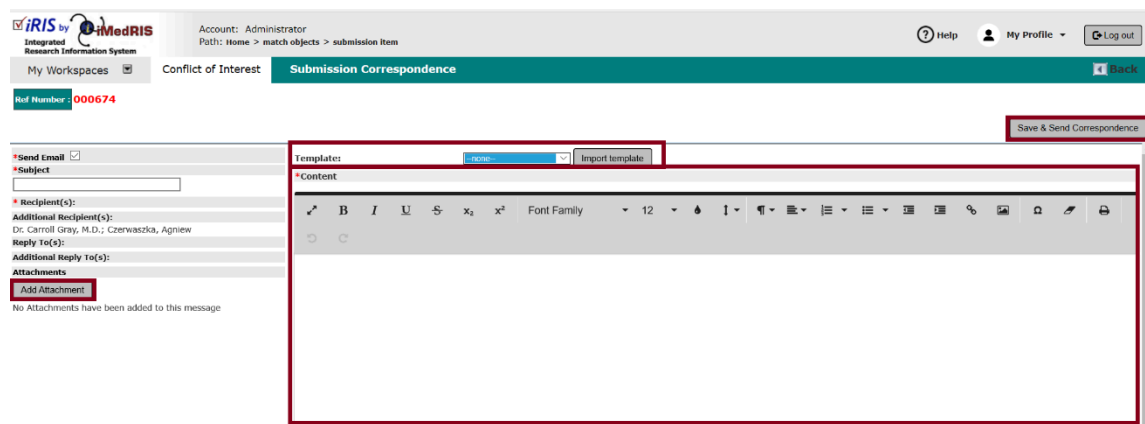 iRIS by iMedRIS
Integrated
Research Information System
Account: Administrator
Path: Home > match objects > submission item
Help
My Profile
Log out
My Workspaces
Conflict of Interest
Submission Correspondence
Back
Ref Number : 000674
Save & Send Correspondence
*Send Email
*Subject
* Recipient(s):
Additional Recipient(s):
Dr. Carroll Gray, M.D.; Czerwaszka, Agniew
Reply To(s):
Additional Reply To(s):
Attachments
Add Attachment
No Attachments have been added to this message
Template: --none-- Import template
*Content
B I U S x₂ x² Font Family 12 ¶ Ω